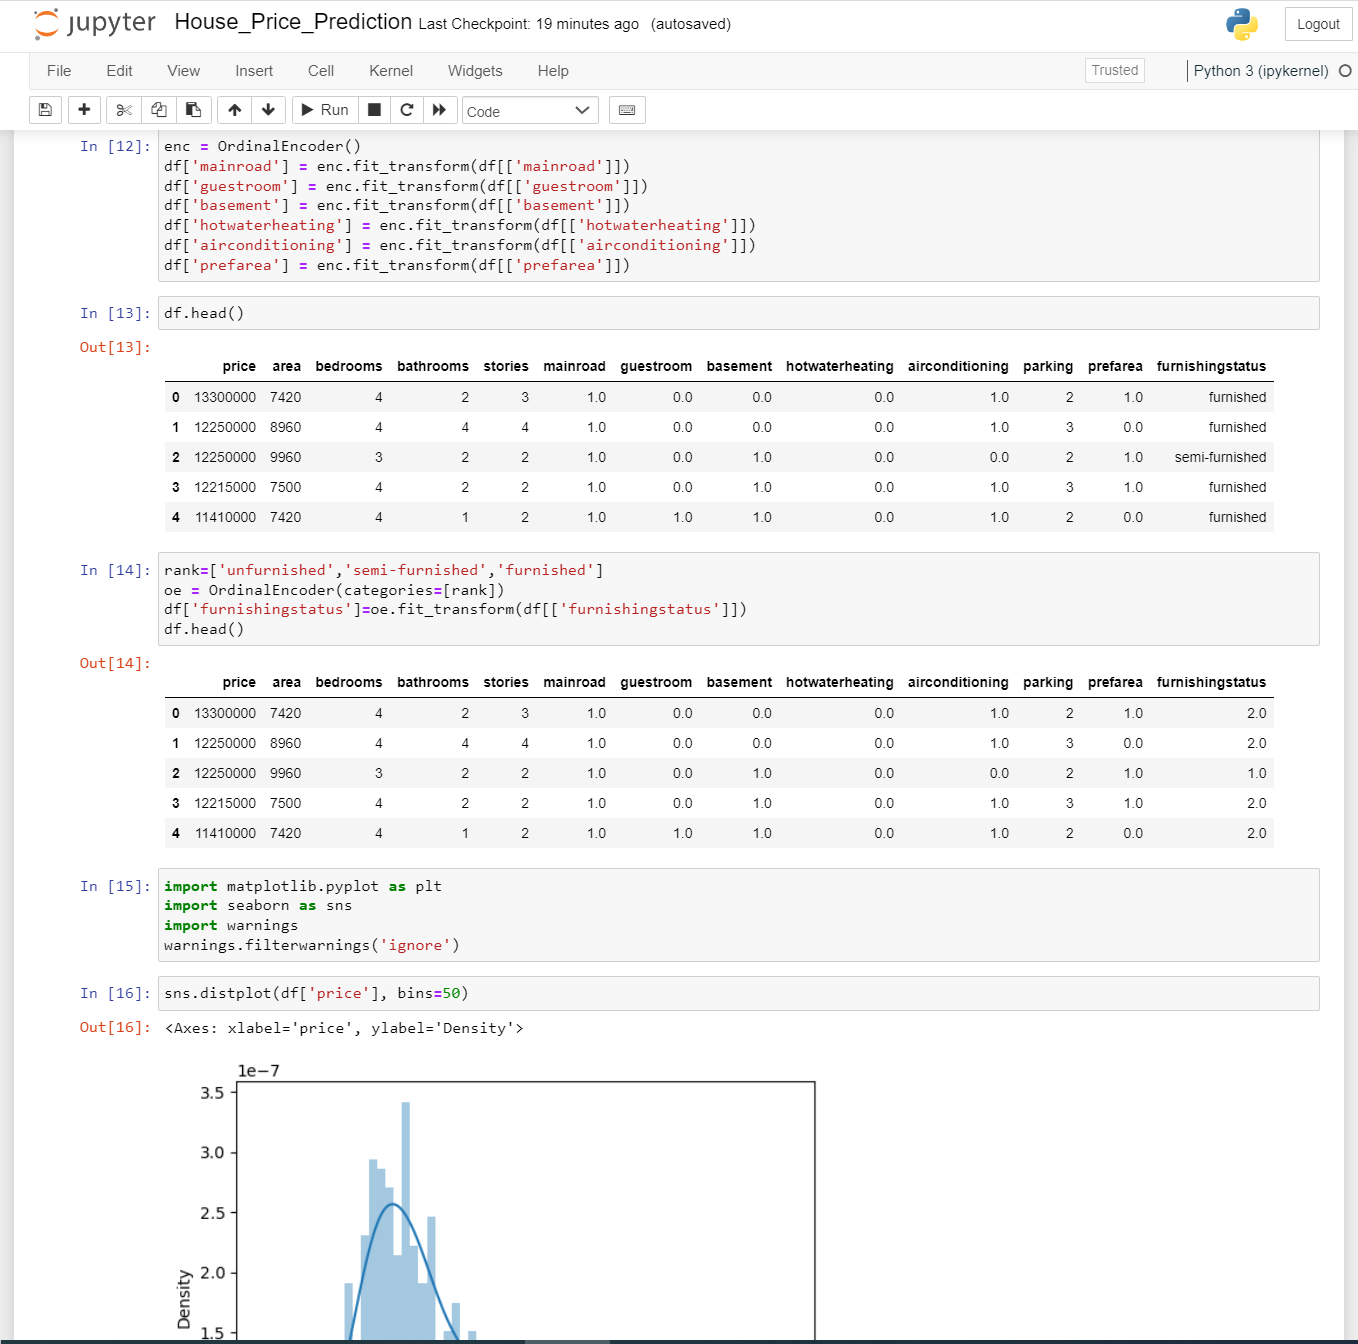 jupyter House_Price_Prediction Last Checkpoint: 19 minutes ago (autosaved) Logout
File Edit View Insert Cell Kernel Widgets Help Trusted Python 3 (ipykernel)
Run Code
In [12]: enc = OrdinalEncoder()
df['mainroad'] = enc.fit_transform(df[['mainroad']])
df['guestroom'] = enc.fit_transform(df[['guestroom']])
df['basement'] = enc.fit_transform(df[['basement']])
df['hotwaterheating'] = enc.fit_transform(df[['hotwaterheating']])
df['airconditioning'] = enc.fit_transform(df[['airconditioning']])
df['prefarea'] = enc.fit_transform(df[['prefarea']])
In [13]: df.head()
Out[13]:
price area bedrooms bathrooms stories mainroad guestroom basement hotwaterheating airconditioning parking prefarea furnishingstatus
0 13300000 7420 4 2 3 1.0 0.0 0.0 0.0 1.0 2 1.0 furnished
1 12250000 8960 4 4 4 1.0 0.0 0.0 0.0 1.0 3 0.0 furnished
2 12250000 9960 3 2 2 1.0 0.0 1.0 0.0 0.0 2 1.0 semi-furnished
3 12215000 7500 4 2 2 1.0 0.0 1.0 0.0 1.0 3 1.0 furnished
4 11410000 7420 4 1 2 1.0 1.0 1.0 0.0 1.0 2 0.0 furnished
In [14]: rank=['unfurnished','semi-furnished','furnished']
oe = OrdinalEncoder(categories=[rank])
df['furnishingstatus']=oe.fit_transform(df[['furnishingstatus']])
df.head()
Out[14]:
price area bedrooms bathrooms stories mainroad guestroom basement hotwaterheating airconditioning parking prefarea furnishingstatus
0 13300000 7420 4 2 3 1.0 0.0 0.0 0.0 1.0 2 1.0 2.0
1 12250000 8960 4 4 4 1.0 0.0 0.0 0.0 1.0 3 0.0 2.0
2 12250000 9960 3 2 2 1.0 0.0 1.0 0.0 0.0 2 1.0 1.0
3 12215000 7500 4 2 2 1.0 0.0 1.0 0.0 1.0 3 1.0 2.0
4 11410000 7420 4 1 2 1.0 1.0 1.0 0.0 1.0 2 0.0 2.0
In [15]: import matplotlib.pyplot as plt
import seaborn as sns
import warnings
warnings.filterwarnings('ignore')
In [16]: sns.distplot(df['price'], bins=50)
Out[16]: <Axes: xlabel='price', ylabel='Density'>
1e−7
3.5
3.0
2.5
2.0
Density
1.5